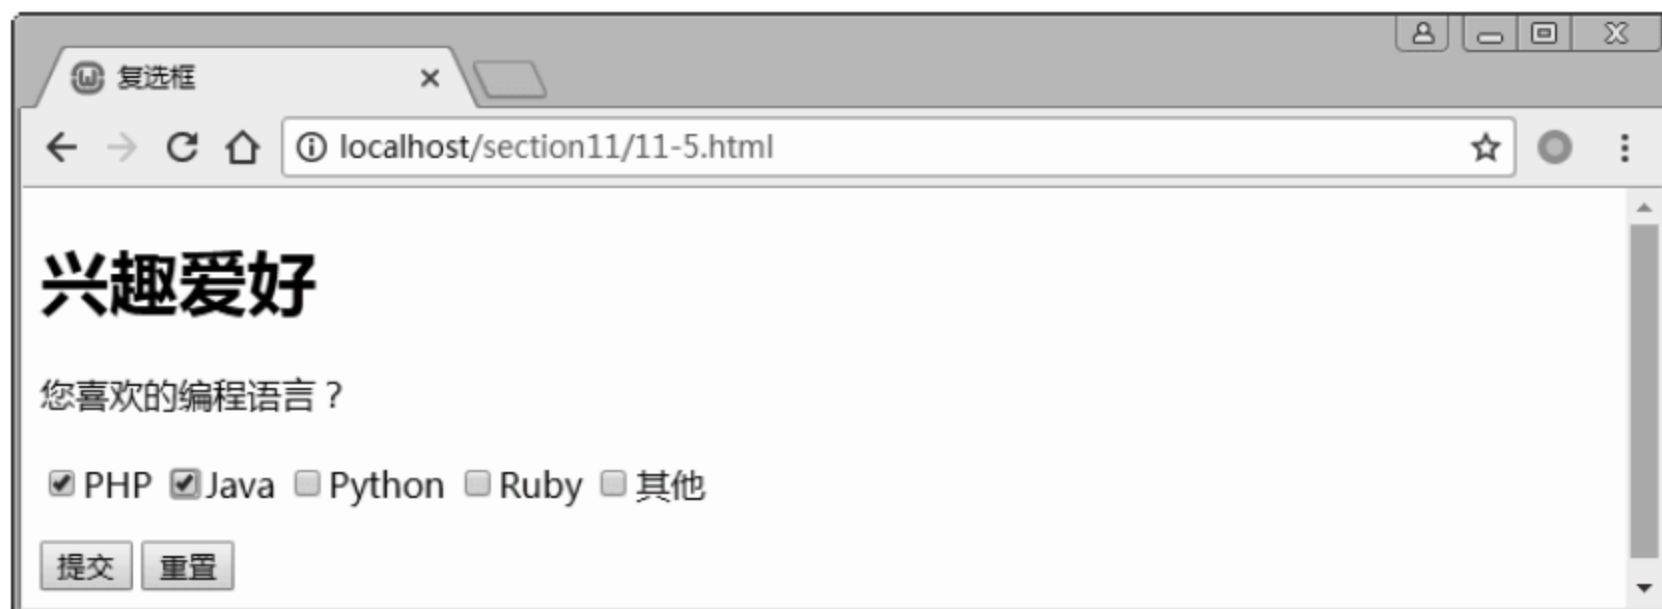 复选框
localhost/section11/11-5.html
兴趣爱好
您喜欢的编程语言？
PHP Java Python Ruby 其他
提交 重置